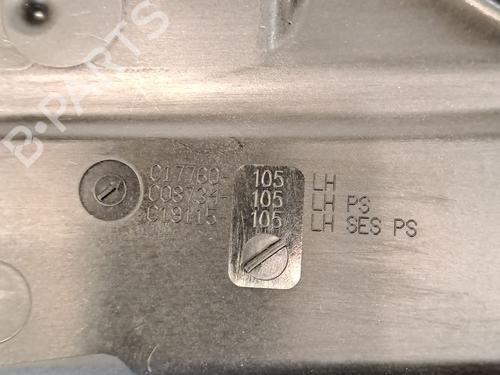 B-PARTS
C17760- 105 LH
C08734- 105 LH PS
C19115- 105 LH SES PS